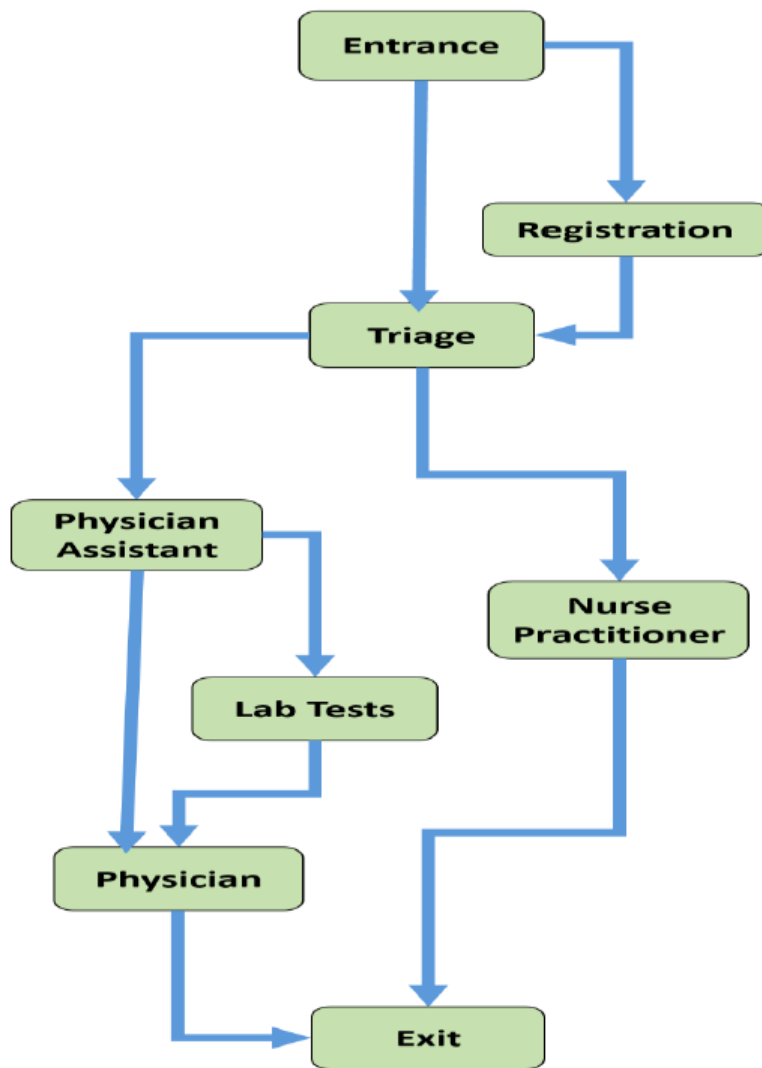 Entrance
Registration
Triage
Physician
Assistant
Nurse
Practitioner
Lab Tests
Physician
Exit